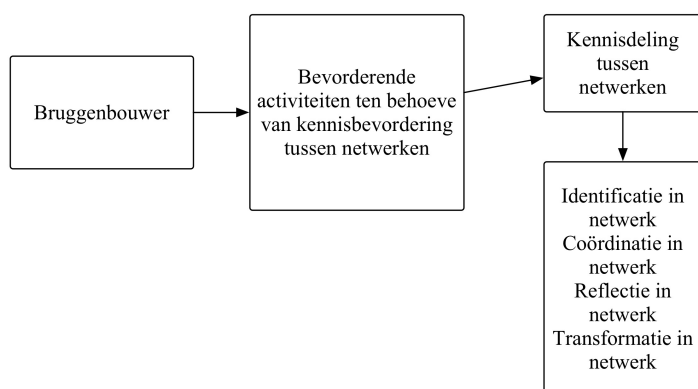 Bruggenbouwer
Bevorderende
activiteiten ten behoeve
van kennisbevordering
tussen netwerken
Kennisdeling
tussen
netwerken
Identificatie in
netwerk
Coördinatie in
netwerk
Reflectie in
netwerk
Transformatie in
netwerk